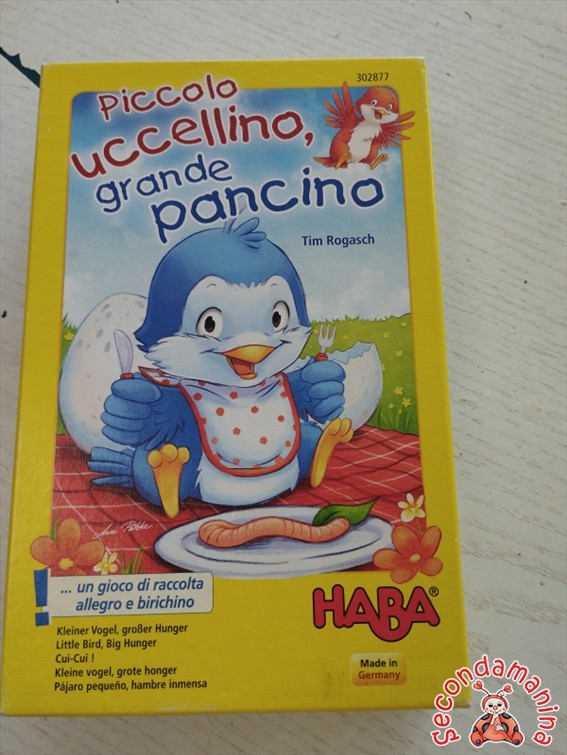 302877
Piccolo
uccellino,
grande
pancino
Tim Rogasch
... un gioco di raccolta
allegro e birichino
HABA®
Kleiner Vogel, großer Hunger
Little Bird, Big Hunger
Cui-Cui !
Kleine vogel, grote honger
Pájaro pequeño, hambre inmensa
Made in
Germany
Secondamanina